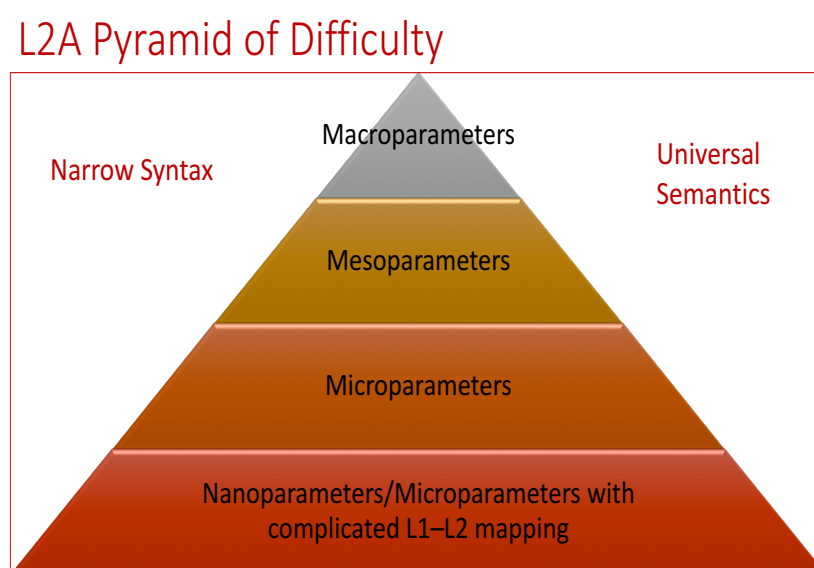 L2A Pyramid of Difficulty
Macroparameters
Narrow Syntax
Universal
Semantics
Mesoparameters
Microparameters
Nanoparameters/Microparameters with
complicated L1–L2 mapping